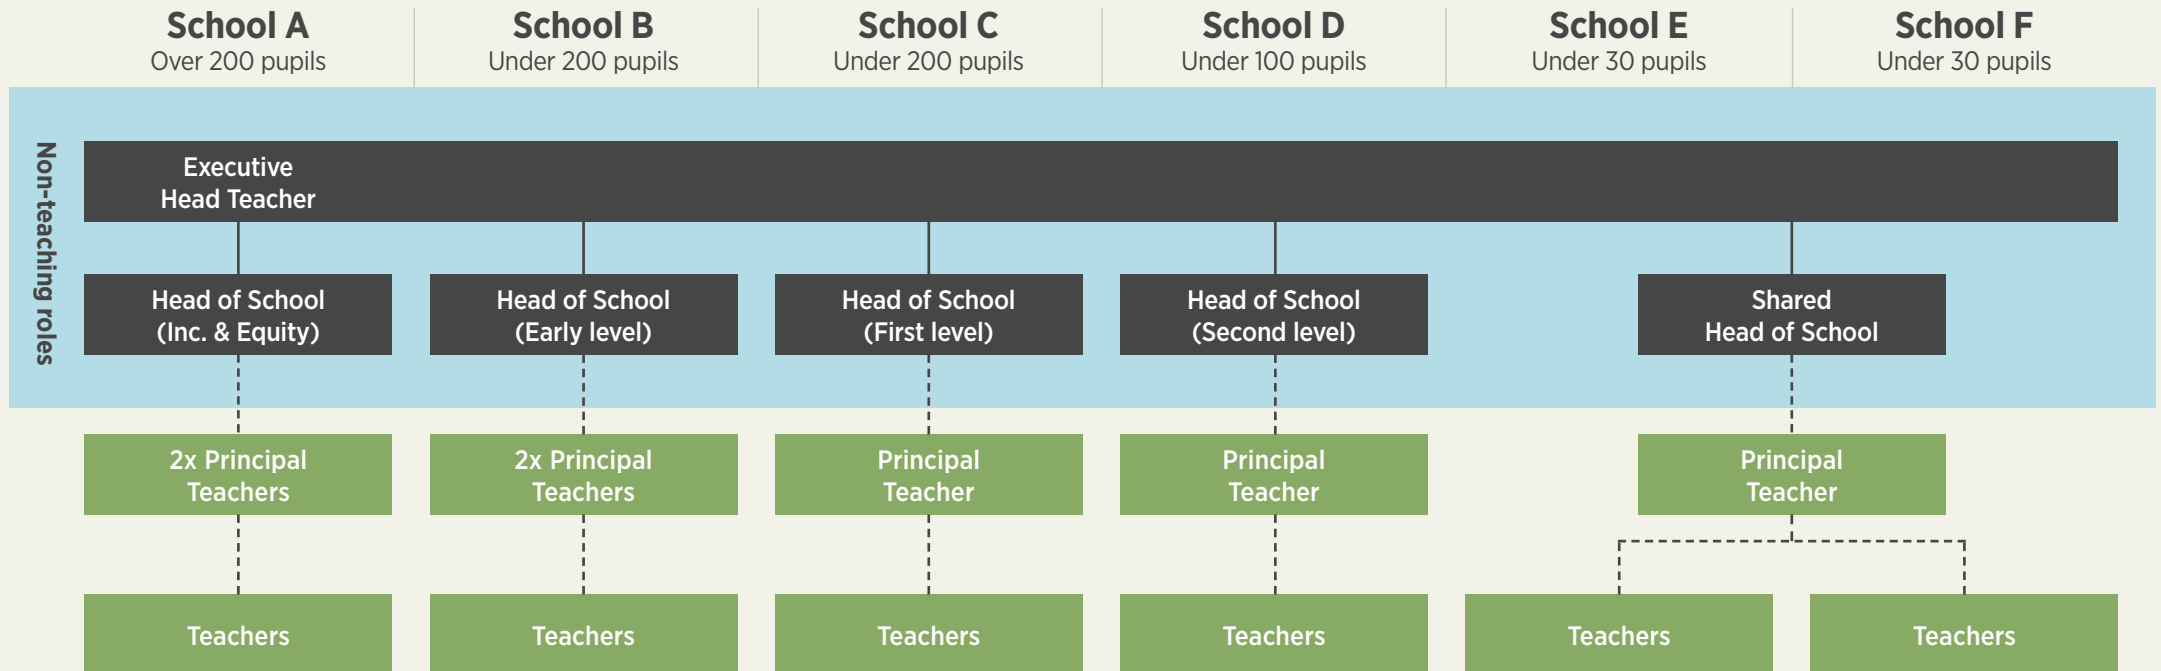 School A
Over 200 pupils
School B
Under 200 pupils
School C
Under 200 pupils
School D
Under 100 pupils
School E
Under 30 pupils
School F
Under 30 pupils
Non-teaching roles
Executive
Head Teacher
Head of School
(Inc. & Equity)
Head of School
(Early level)
Head of School
(First level)
Head of School
(Second level)
Shared
Head of School
2x Principal
Teachers
2x Principal
Teachers
Principal
Teacher
Principal
Teacher
Principal
Teacher
Teachers
Teachers
Teachers
Teachers
Teachers
Teachers